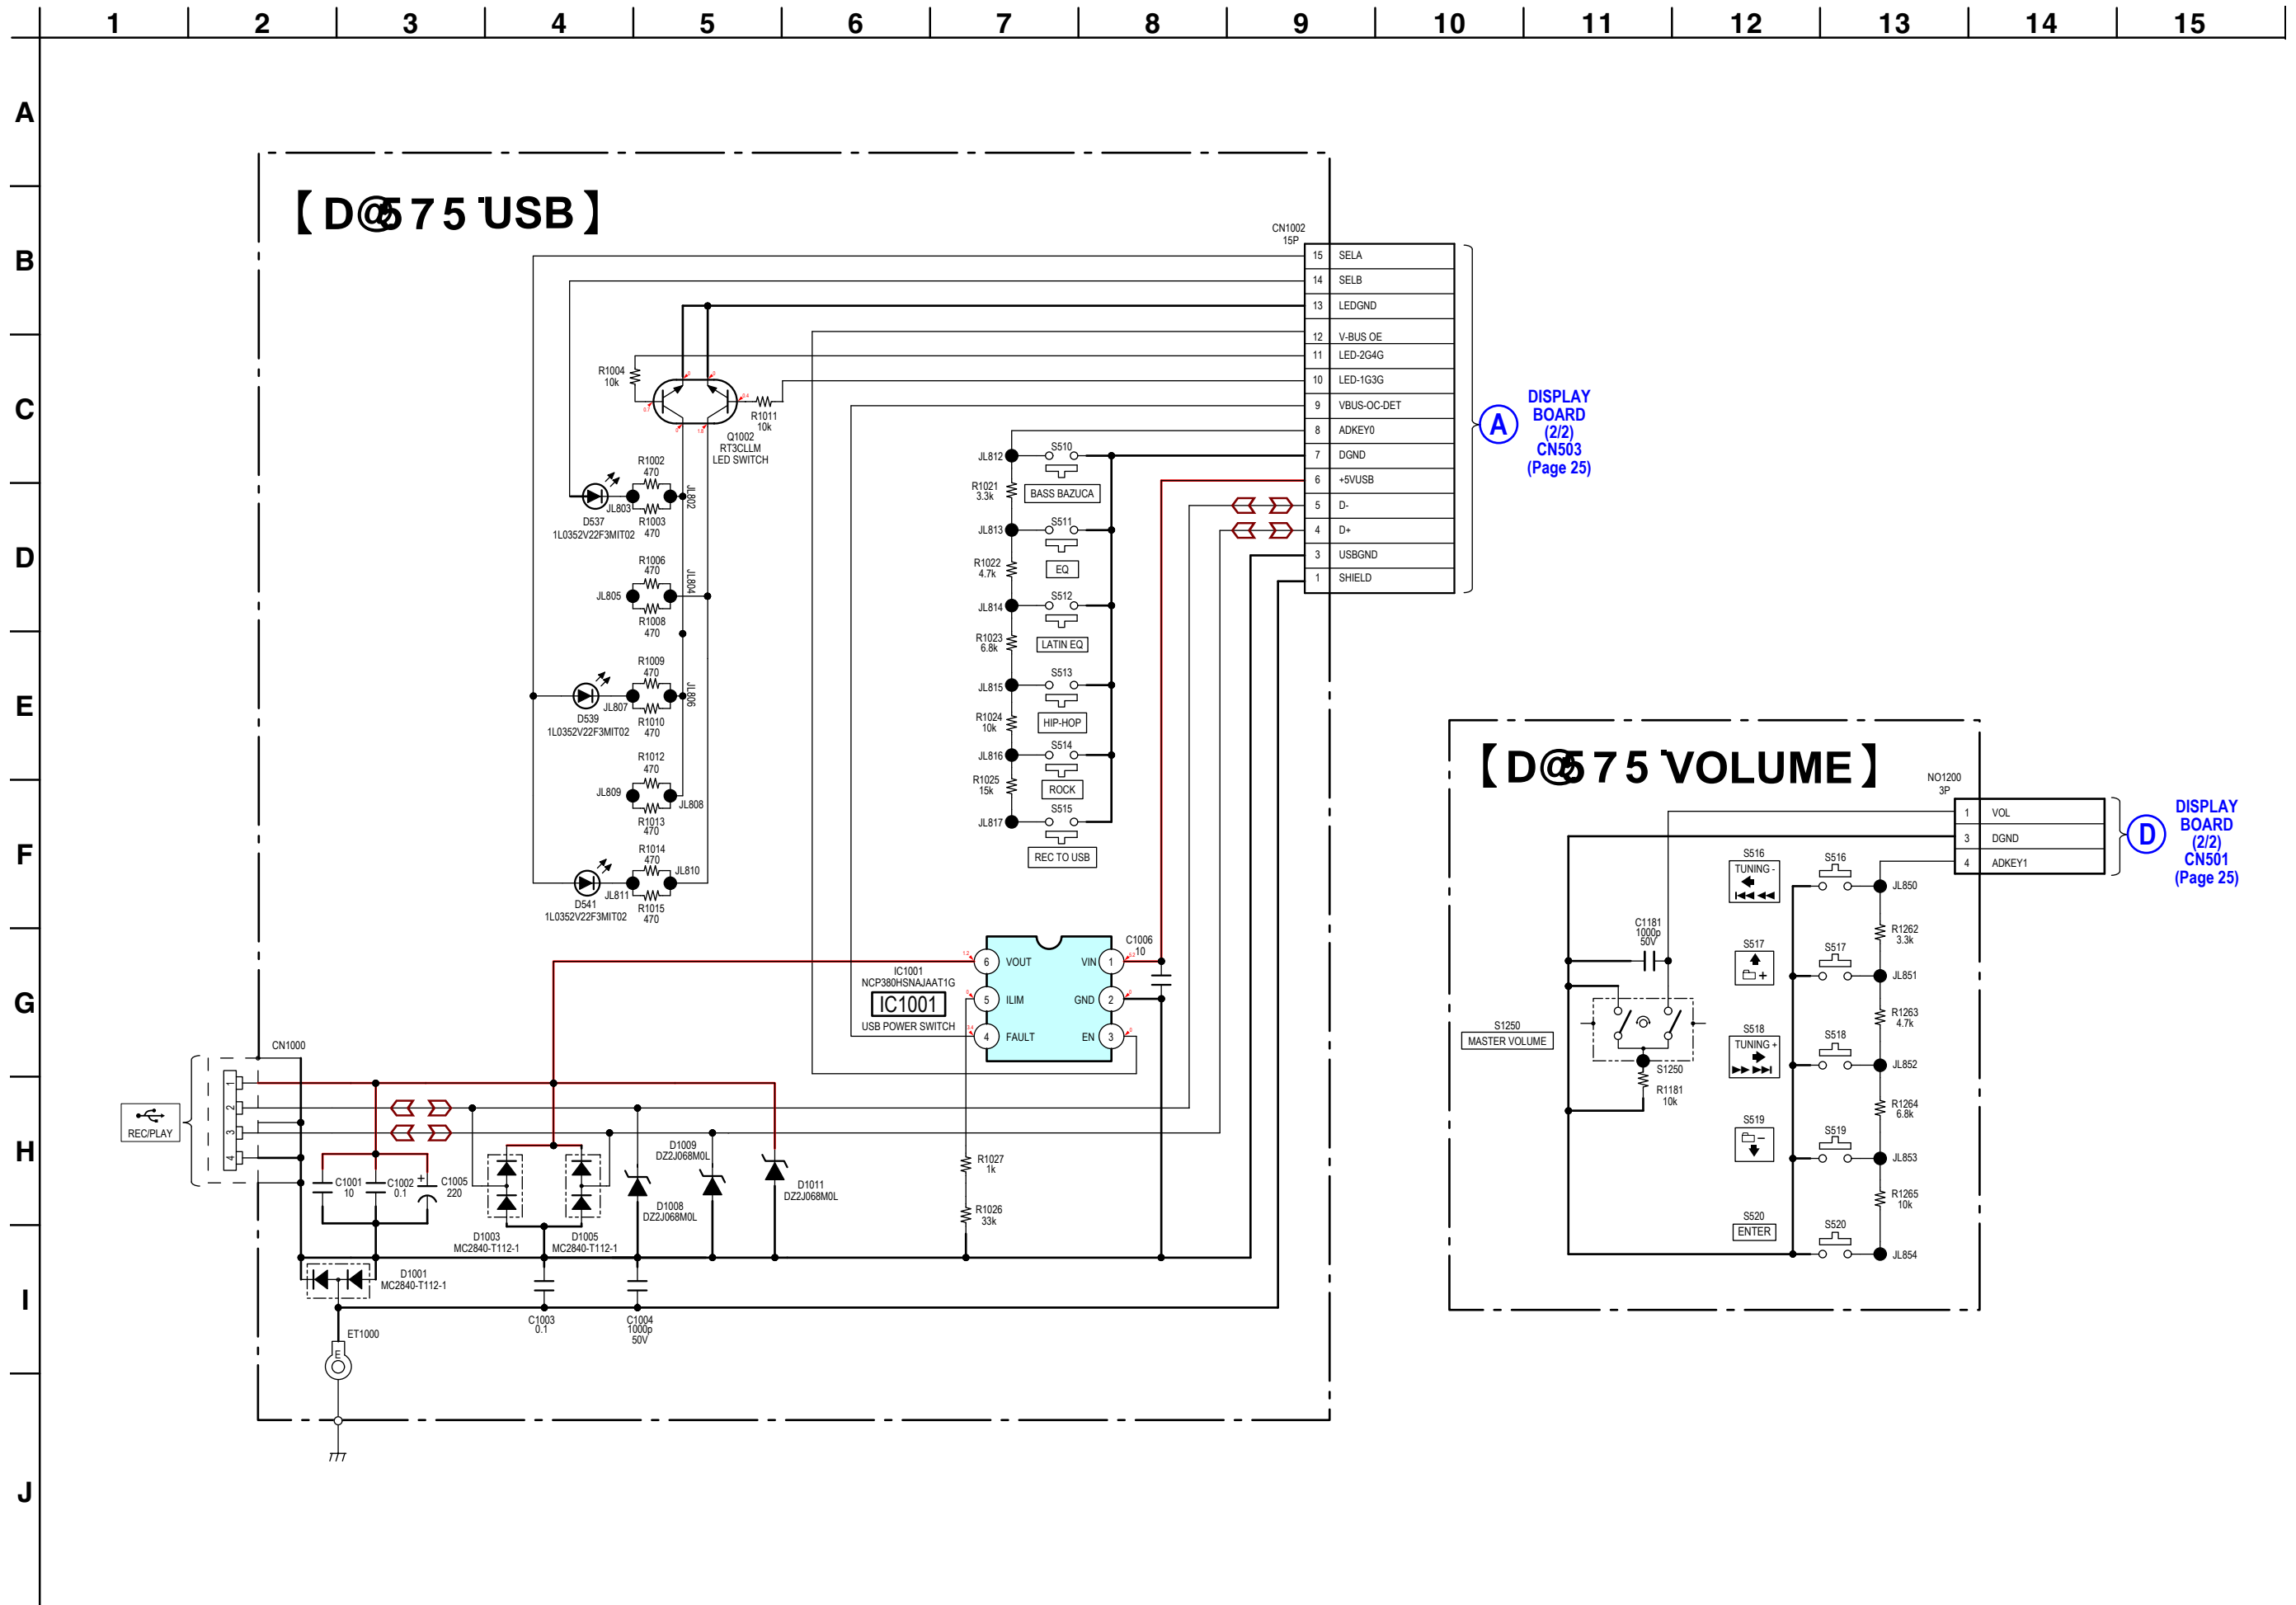 1 2 3 4 5 6 7 8 9 10 11 12 13 14 15
A
B
C
D
E
F
G
H
I
J
【D@575 USB】
CN1002
15P
15 SELA
14 SELB
13 LEDGND
12 V-BUS OE
11 LED-2G4G
10 LED-1G3G
9 VBUS-OC-DET
8 ADKEY0
7 DGND
6 +5VUSB
5 D-
4 D+
3 USBGND
1 SHIELD
A
DISPLAY
BOARD
(2/2)
CN503
(Page 25)
R1004
10k
R1011
10k
Q1002
RT3CLLM
LED SWITCH
R1002
470
JL802
JL803
R1003
470
D537
1L0352V22F3MIT02
R1006
470
JL804
JL805
R1008
470
R1009
470
JL806
JL807
R1010
470
D539
1L0352V22F3MIT02
R1012
470
JL809
JL808
R1013
470
R1014
470
JL810
JL811
R1015
470
D541
1L0352V22F3MIT02
JL812
S510
BASS BAZUCA
R1021
3.3k
JL813
S511
EQ
R1022
4.7k
JL814
S512
LATIN EQ
R1023
6.8k
JL815
S513
HIP-HOP
R1024
10k
JL816
S514
ROCK
R1025
15k
JL817
S515
REC TO USB
IC1001
NCP380HSNAJAAT1G
IC1001
USB POWER SWITCH
6 VOUT
5 ILIM
4 FAULT
VIN 1
GND 2
EN 3
C1006
10
CN1000
1
2
3
4
REC/PLAY
C1001
10
C1002
0.1
C1005
220
D1003
MC2840-T112-1
D1005
MC2840-T112-1
D1009
DZ2J068M0L
D1008
DZ2J068M0L
D1011
DZ2J068M0L
R1027
1k
R1026
33k
D1001
MC2840-T112-1
C1003
0.1
C1004
1000p
50V
ET1000
E
【D@575 VOLUME】
NO1200
3P
1 VOL
3 DGND
4 ADKEY1
D
DISPLAY
BOARD
(2/2)
CN501
(Page 25)
C1181
1000p
50V
S1250
MASTER VOLUME
S1250
R1181
10k
S516
TUNING -
S516
JL850
R1262
3.3k
S517
+
S517
JL851
R1263
4.7k
S518
TUNING +
S518
JL852
R1264
6.8k
S519
-
S519
JL853
R1265
10k
S520
ENTER
S520
JL854